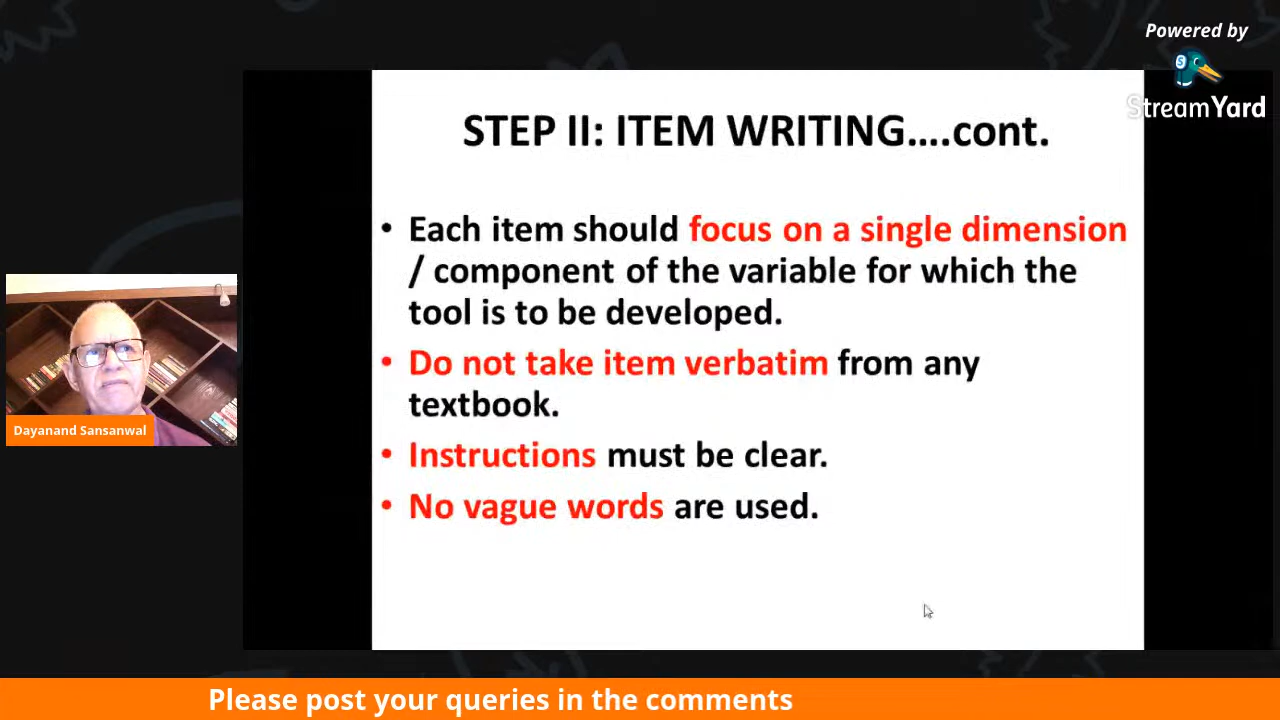 Powered by
StreamYard
STEP II: ITEM WRITING....cont.
• Each item should focus on a single dimension
/ component of the variable for which the
tool is to be developed.
• Do not take item verbatim from any
textbook.
• Instructions must be clear.
• No vague words are used.
Dayanand Sansanwal
Please post your queries in the comments